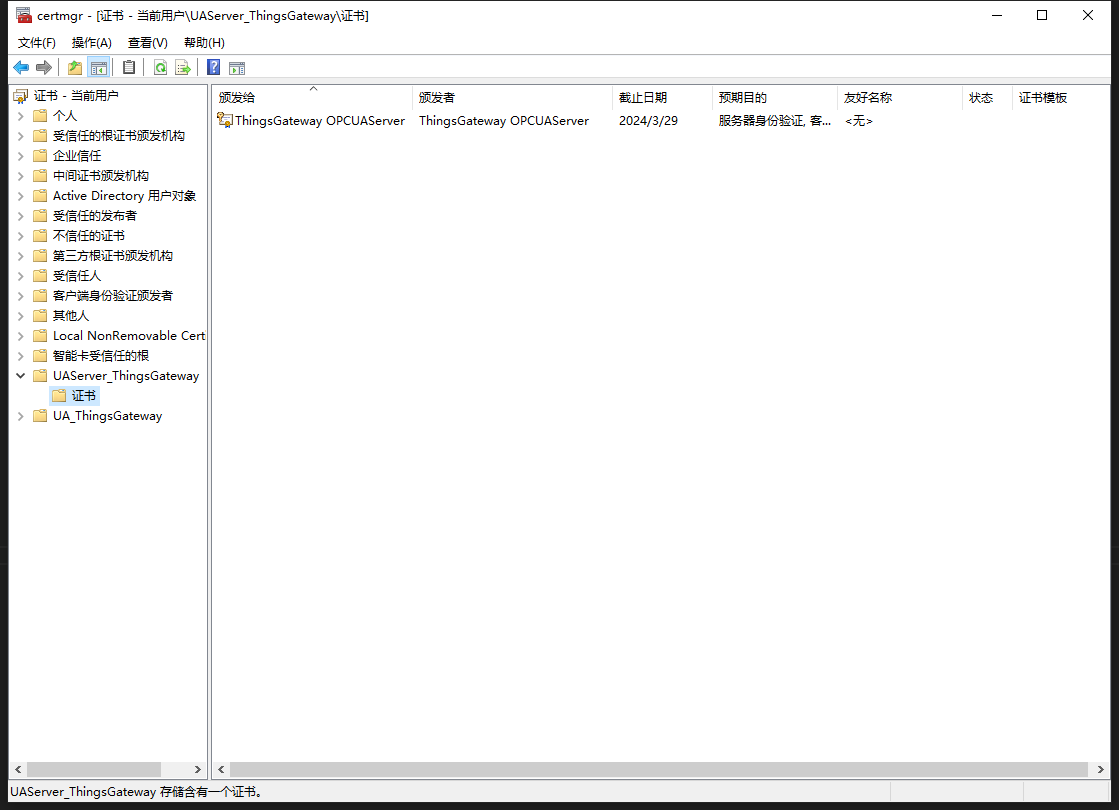 certmgr - [证书 - 当前用户\UAServer_ThingsGateway\证书]
文件(F) 操作(A) 查看(V) 帮助(H)
证书 - 当前用户
个人
受信任的根证书颁发机构
企业信任
中间证书颁发机构
Active Directory 用户对象
受信任的发布者
不信任的证书
第三方根证书颁发机构
受信任人
客户端身份验证颁发者
其他人
Local NonRemovable Cert
智能卡受信任的根
UAServer_ThingsGateway
证书
UA_ThingsGateway
颁发给 颁发者 截止日期 预期目的 友好名称 状态 证书模板
ThingsGateway OPCUAServer ThingsGateway OPCUAServer 2024/3/29 服务器身份验证, 客... <无>
UAServer_ThingsGateway 存储含有一个证书。